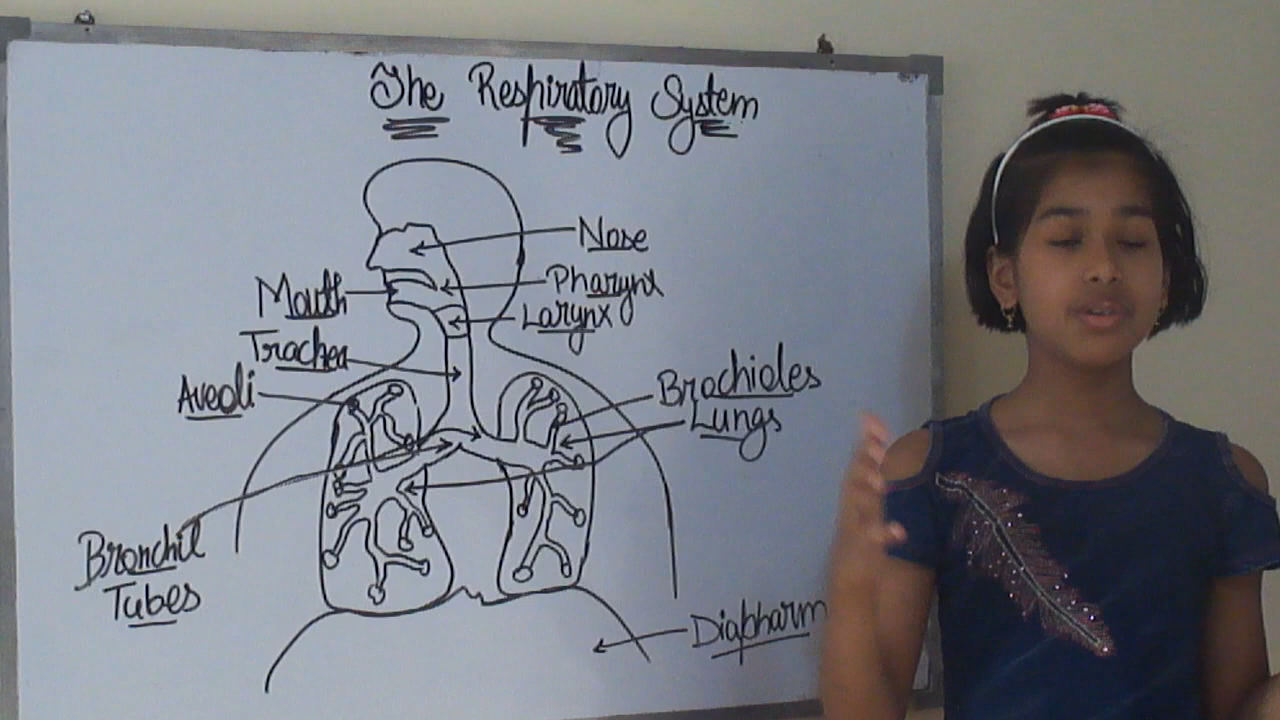 The Respiratory System
Nose
Pharynx
Mouth
Larynx
Trachea
Aveoli
Brochioles
Lungs
Bronchil
Tubes
Diapharm